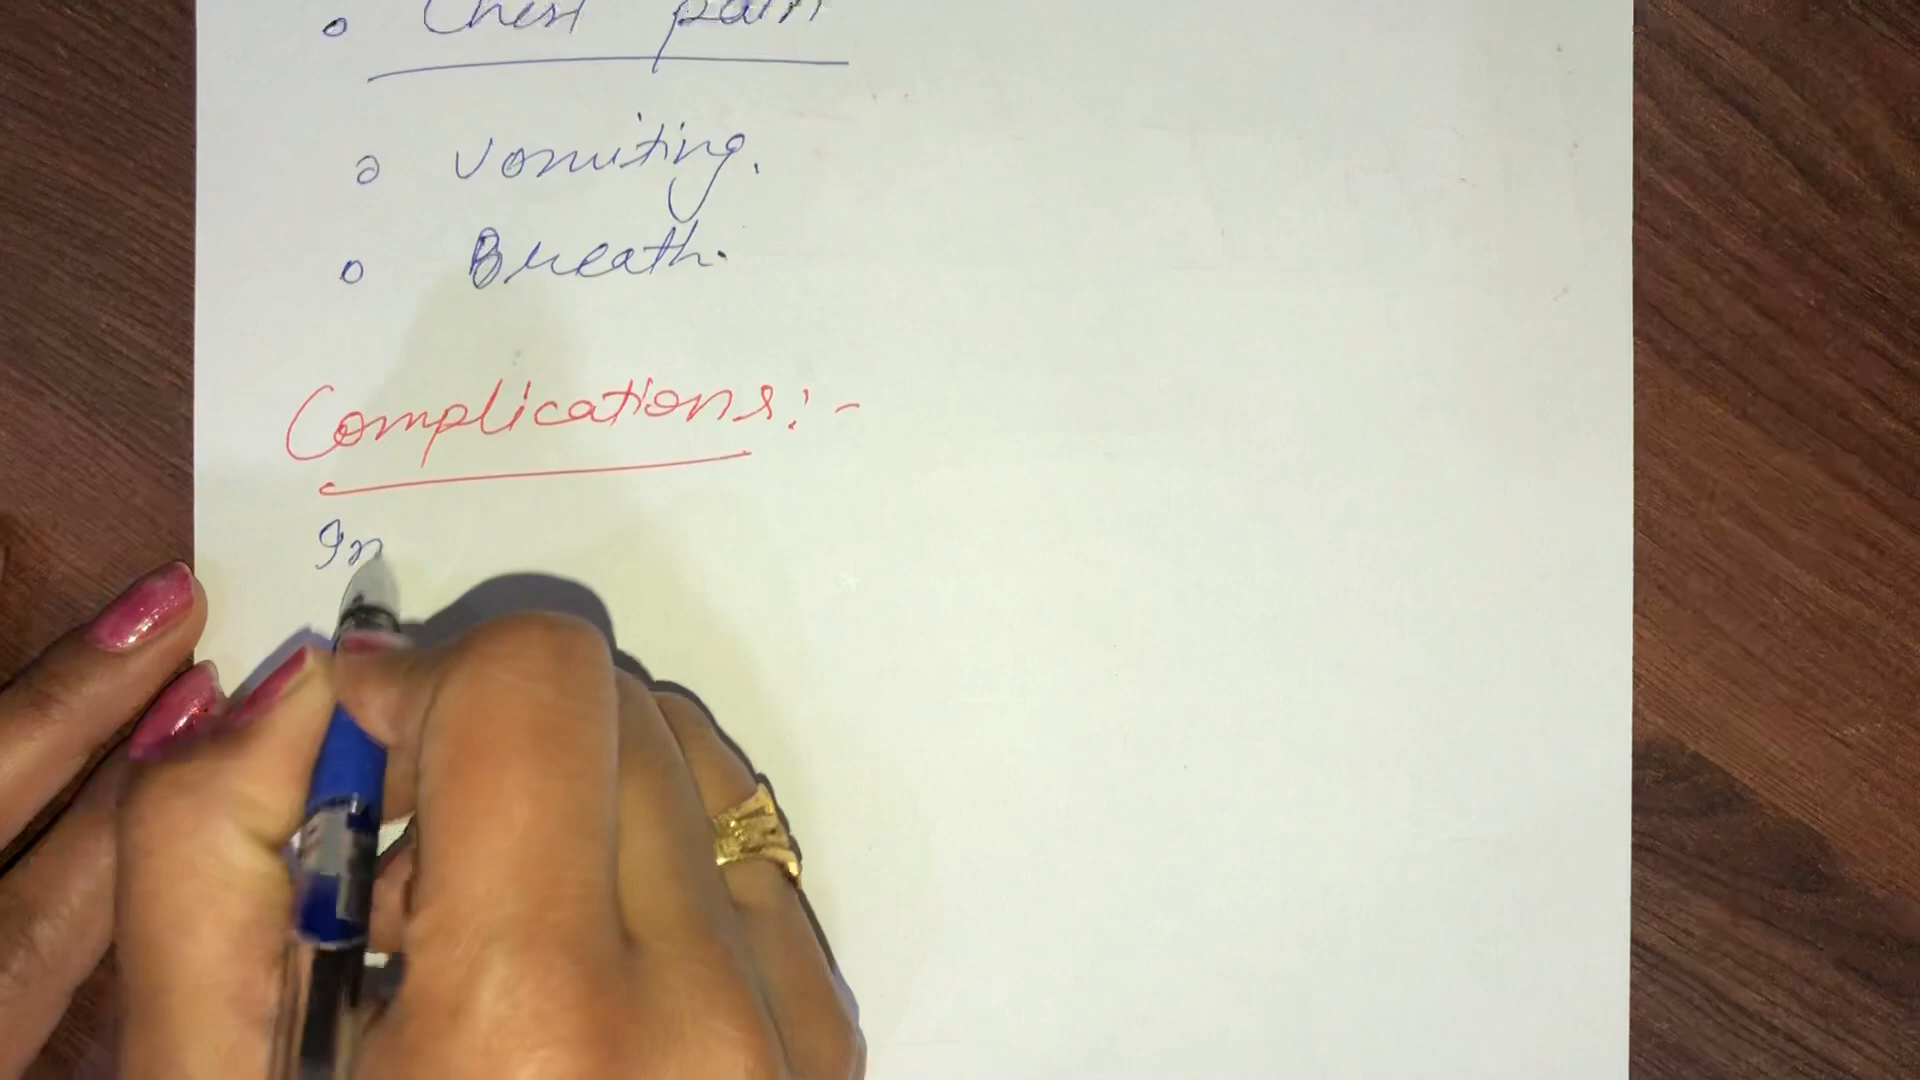 Chest pain
Vomiting.
Breath.
Complications:-
In